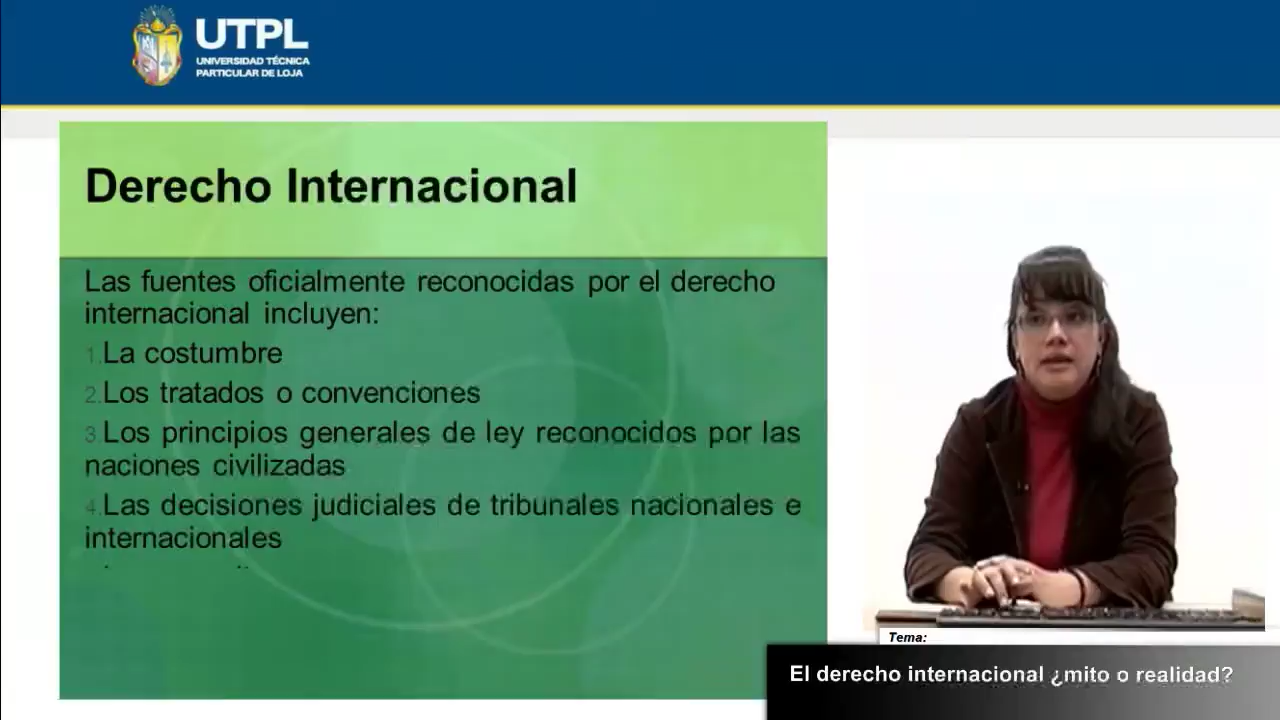 UTPL
UNIVERSIDAD TÉCNICA
PARTICULAR DE LOJA
Derecho Internacional
Las fuentes oficialmente reconocidas por el derecho
internacional incluyen:
1.La costumbre
2.Los tratados o convenciones
3.Los principios generales de ley reconocidos por las
naciones civilizadas
4.Las decisiones judiciales de tribunales nacionales e
internacionales
Tema:
El derecho internacional ¿mito o realidad?